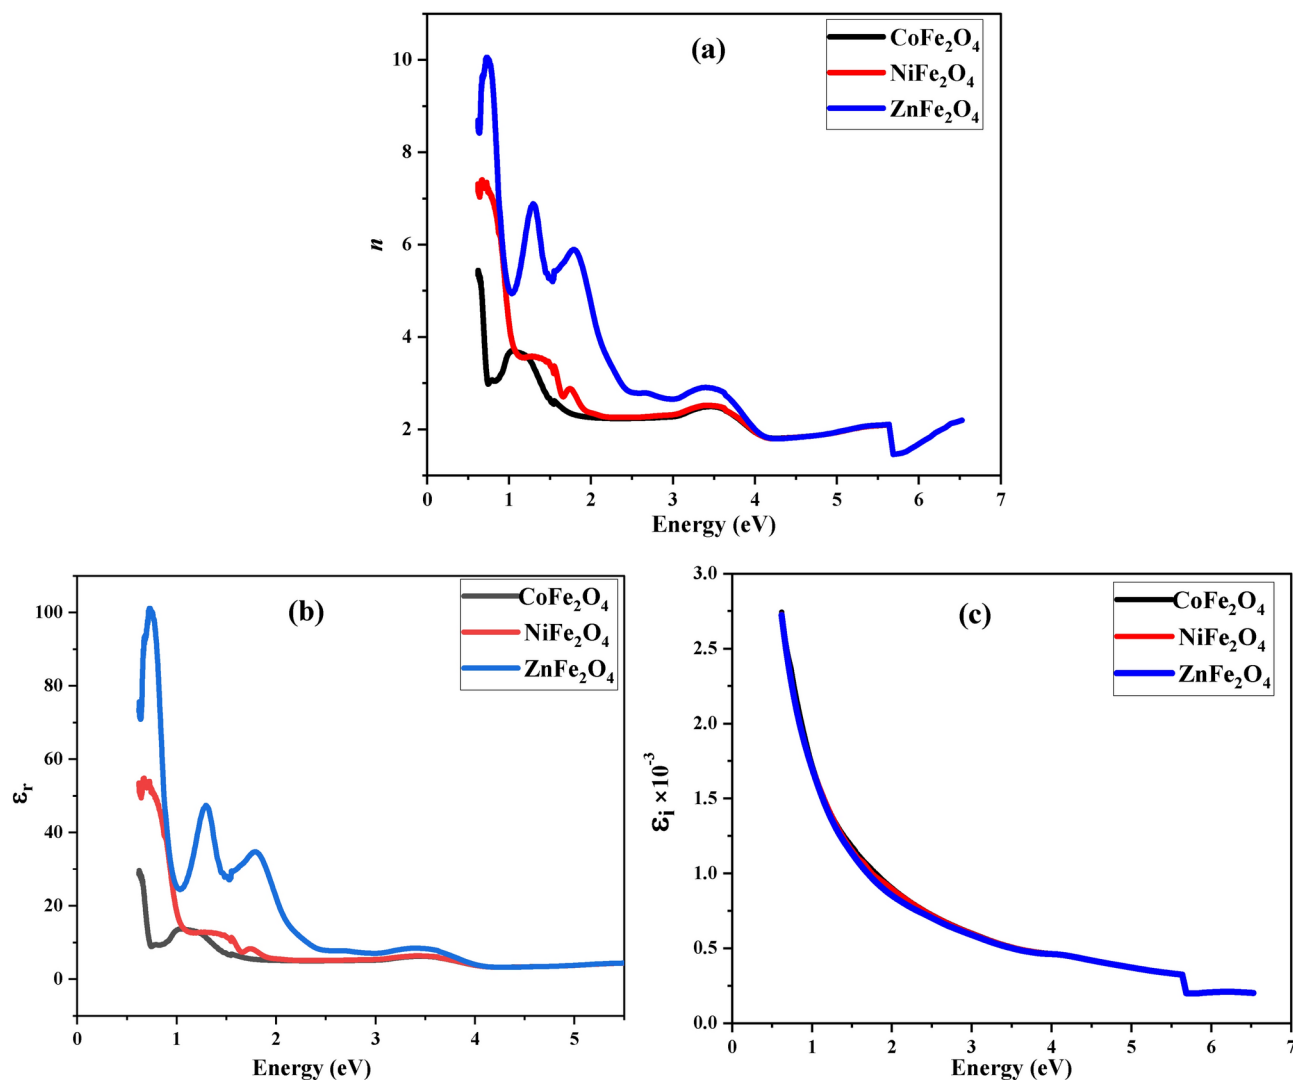 (a)
CoFe₂O₄
NiFe₂O₄
ZnFe₂O₄
10
8
6
4
2
n
0 1 2 3 4 5 6 7
Energy (eV)
(b)
CoFe₂O₄
NiFe₂O₄
ZnFe₂O₄
100
80
60
40
20
0
εᵣ
0 1 2 3 4 5
Energy (eV)
(c)
CoFe₂O₄
NiFe₂O₄
ZnFe₂O₄
3.0
2.5
2.0
1.5
1.0
0.5
0.0
εᵢ ×10⁻³
0 1 2 3 4 5 6 7
Energy (eV)